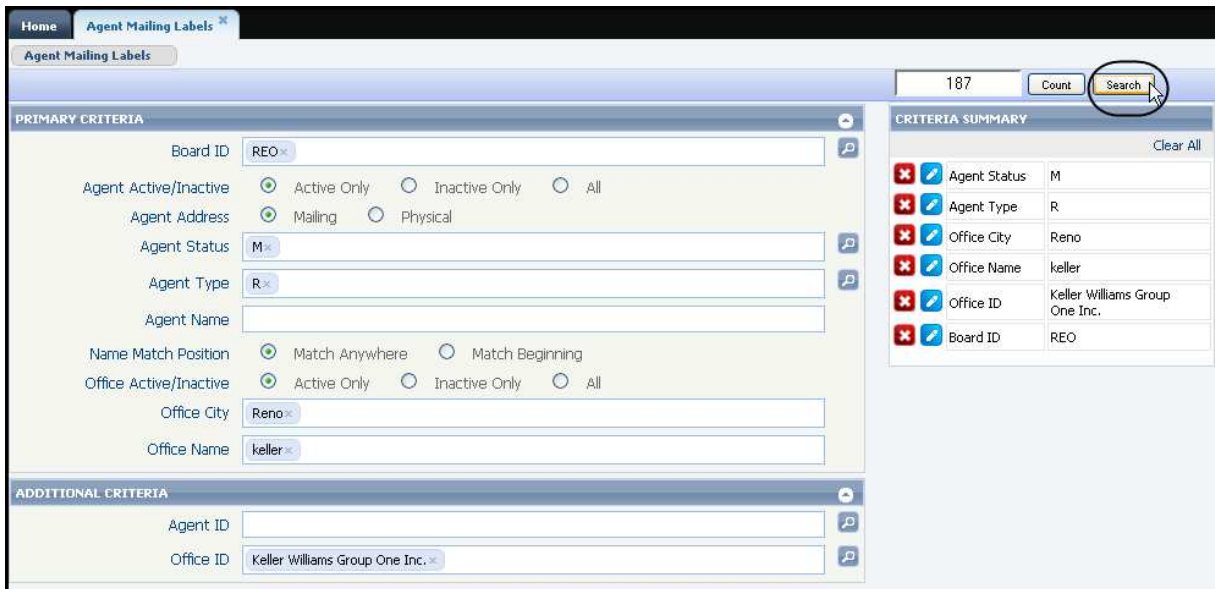 Home Agent Mailing Labels ×
Agent Mailing Labels
187 Count Search
PRIMARY CRITERIA
Board ID REO×
Agent Active/Inactive Active Only Inactive Only All
Agent Address Mailing Physical
Agent Status M×
Agent Type R×
Agent Name
Name Match Position Match Anywhere Match Beginning
Office Active/Inactive Active Only Inactive Only All
Office City Reno×
Office Name keller×
ADDITIONAL CRITERIA
Agent ID
Office ID Keller Williams Group One Inc.×
CRITERIA SUMMARY
Clear All
Agent Status M
Agent Type R
Office City Reno
Office Name keller
Office ID Keller Williams Group
One Inc.
Board ID REO